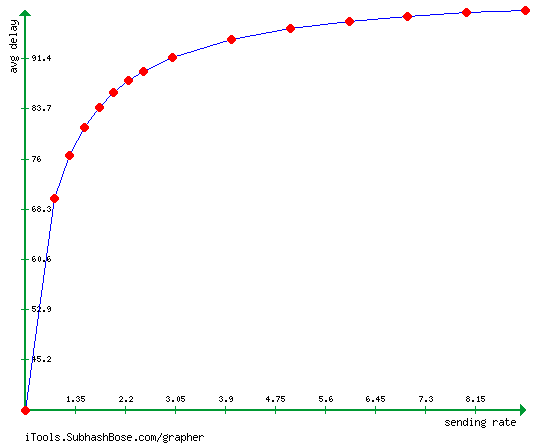 avg delay
91.4
83.7
76
68.3
60.6
52.9
45.2
1.35 2.2 3.05 3.9 4.75 5.6 6.45 7.3 8.15
sending rate
iTools.SubhashBose.com/grapher